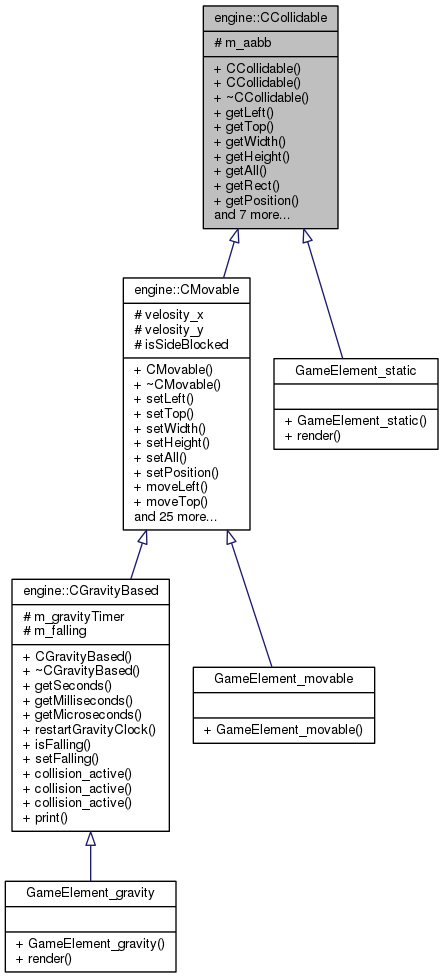 engine::CCollidable
# m_aabb
+ CCollidable()
+ CCollidable()
+ ~CCollidable()
+ getLeft()
+ getTop()
+ getWidth()
+ getHeight()
+ getAll()
+ getRect()
+ getPosition()
and 7 more...
engine::CMovable
# velosity_x
# velosity_y
# isSideBlocked
+ CMovable()
+ ~CMovable()
+ setLeft()
+ setTop()
+ setWidth()
+ setHeight()
+ setAll()
+ setPosition()
+ moveLeft()
+ moveTop()
and 25 more...
GameElement_static
+ GameElement_static()
+ render()
engine::CGravityBased
# m_gravityTimer
# m_falling
+ CGravityBased()
+ ~CGravityBased()
+ getSeconds()
+ getMilliseconds()
+ getMicroseconds()
+ restartGravityClock()
+ isFalling()
+ setFalling()
+ collision_active()
+ collision_active()
+ collision_active()
+ print()
GameElement_movable
+ GameElement_movable()
GameElement_gravity
+ GameElement_gravity()
+ render()